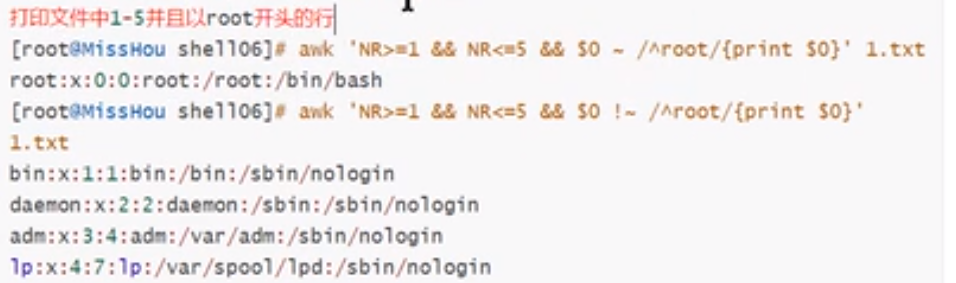 打印文件中1-5并且以root开头的行
[root@MissHou shell06]# awk 'NR>=1 && NR<=5 && $0 ~ /^root/{print $0}' 1.txt
root:x:0:0:root:/root:/bin/bash
[root@MissHou shell06]# awk 'NR>=1 && NR<=5 && $0 !~ /^root/{print $0}'
1.txt
bin:x:1:1:bin:/bin:/sbin/nologin
daemon:x:2:2:daemon:/sbin:/sbin/nologin
adm:x:3:4:adm:/var/adm:/sbin/nologin
lp:x:4:7:lp:/var/spool/lpd:/sbin/nologin